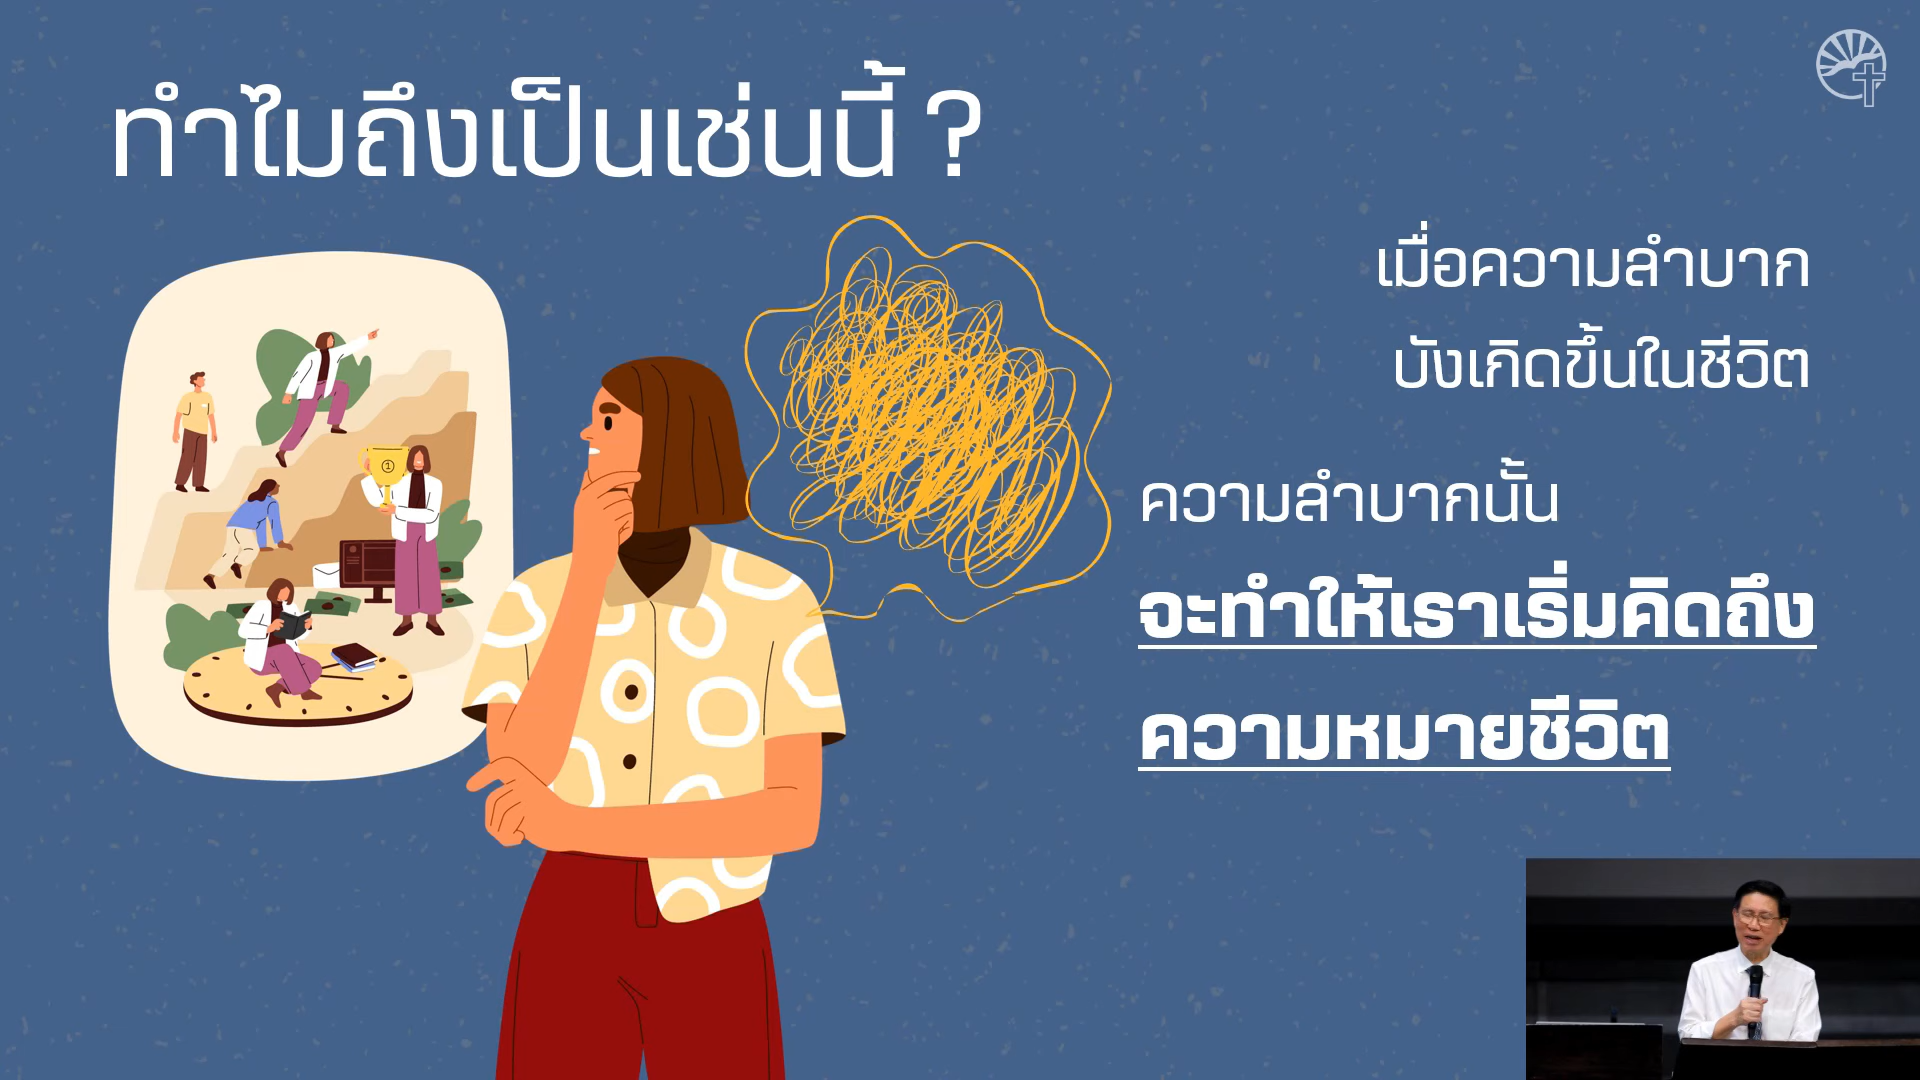 ทำไมถึงเป็นเช่นนี้ ?
เมื่อความลำบาก
บังเกิดขึ้นในชีวิต
ความลำบากนั้น
จะทำให้เราเริ่มคิดถึง
ความหมายชีวิต
1